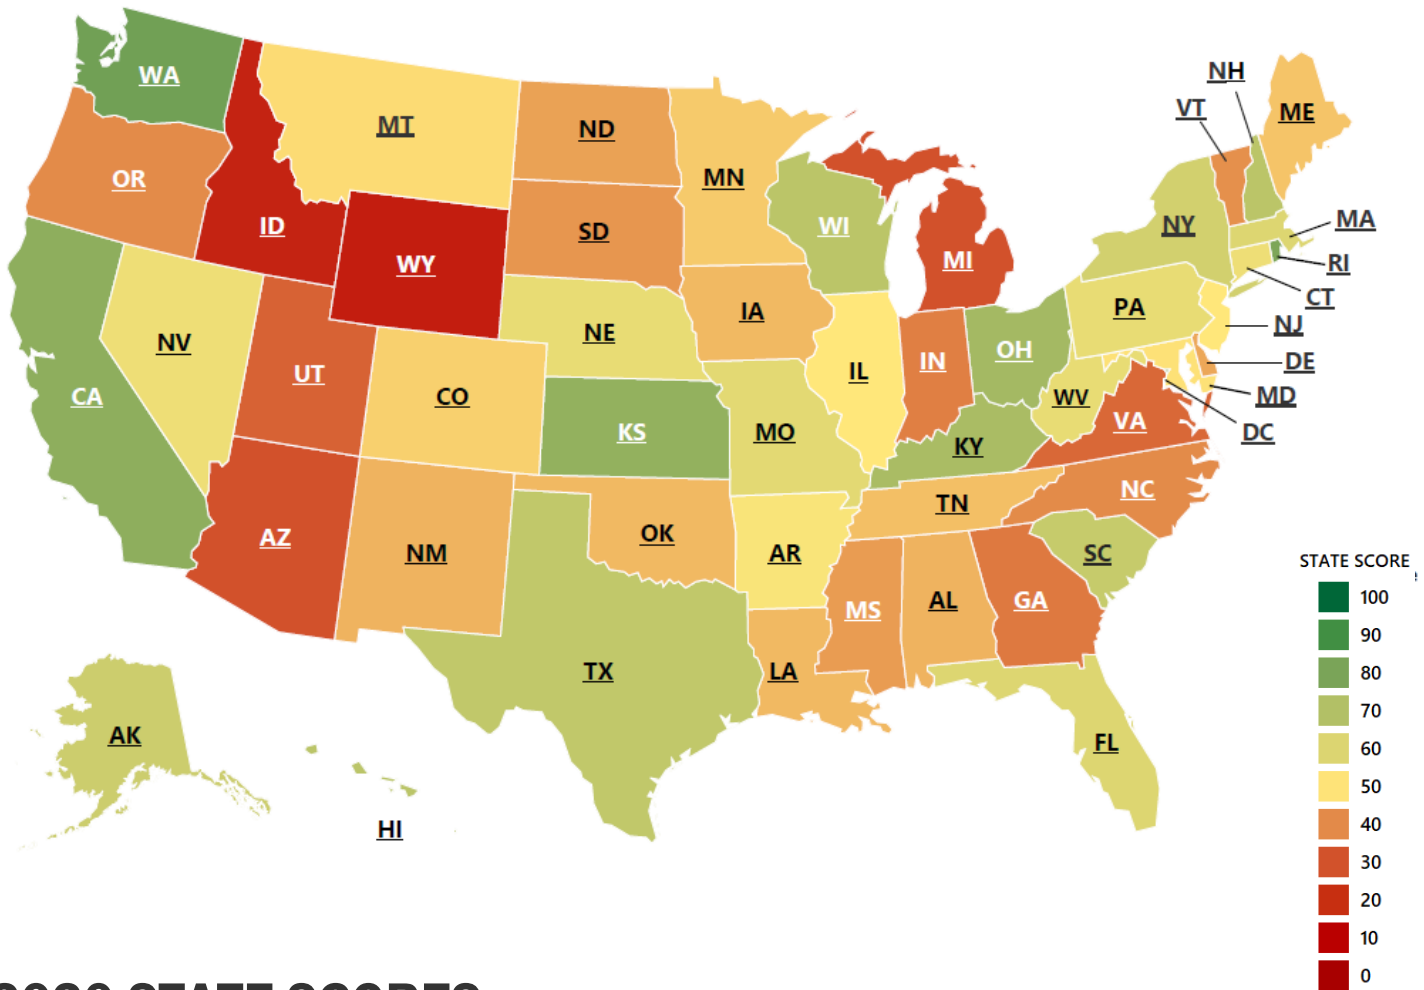 WA
MT
ND
MN
NH
VT
ME
OR
ID
SD
WI
NY
MA
WY
MI
RI
CT
IA
PA
NV
NE
NJ
UT
IL
IN
OH
DE
CA
CO
WV
MD
KS
MO
KY
VA
DC
AZ
NM
OK
AR
TN
NC
SC
MS
AL
GA
TX
LA
AK
FL
HI
STATE SCORE
100
90
80
70
60
50
40
30
20
10
0
STATE SCORES